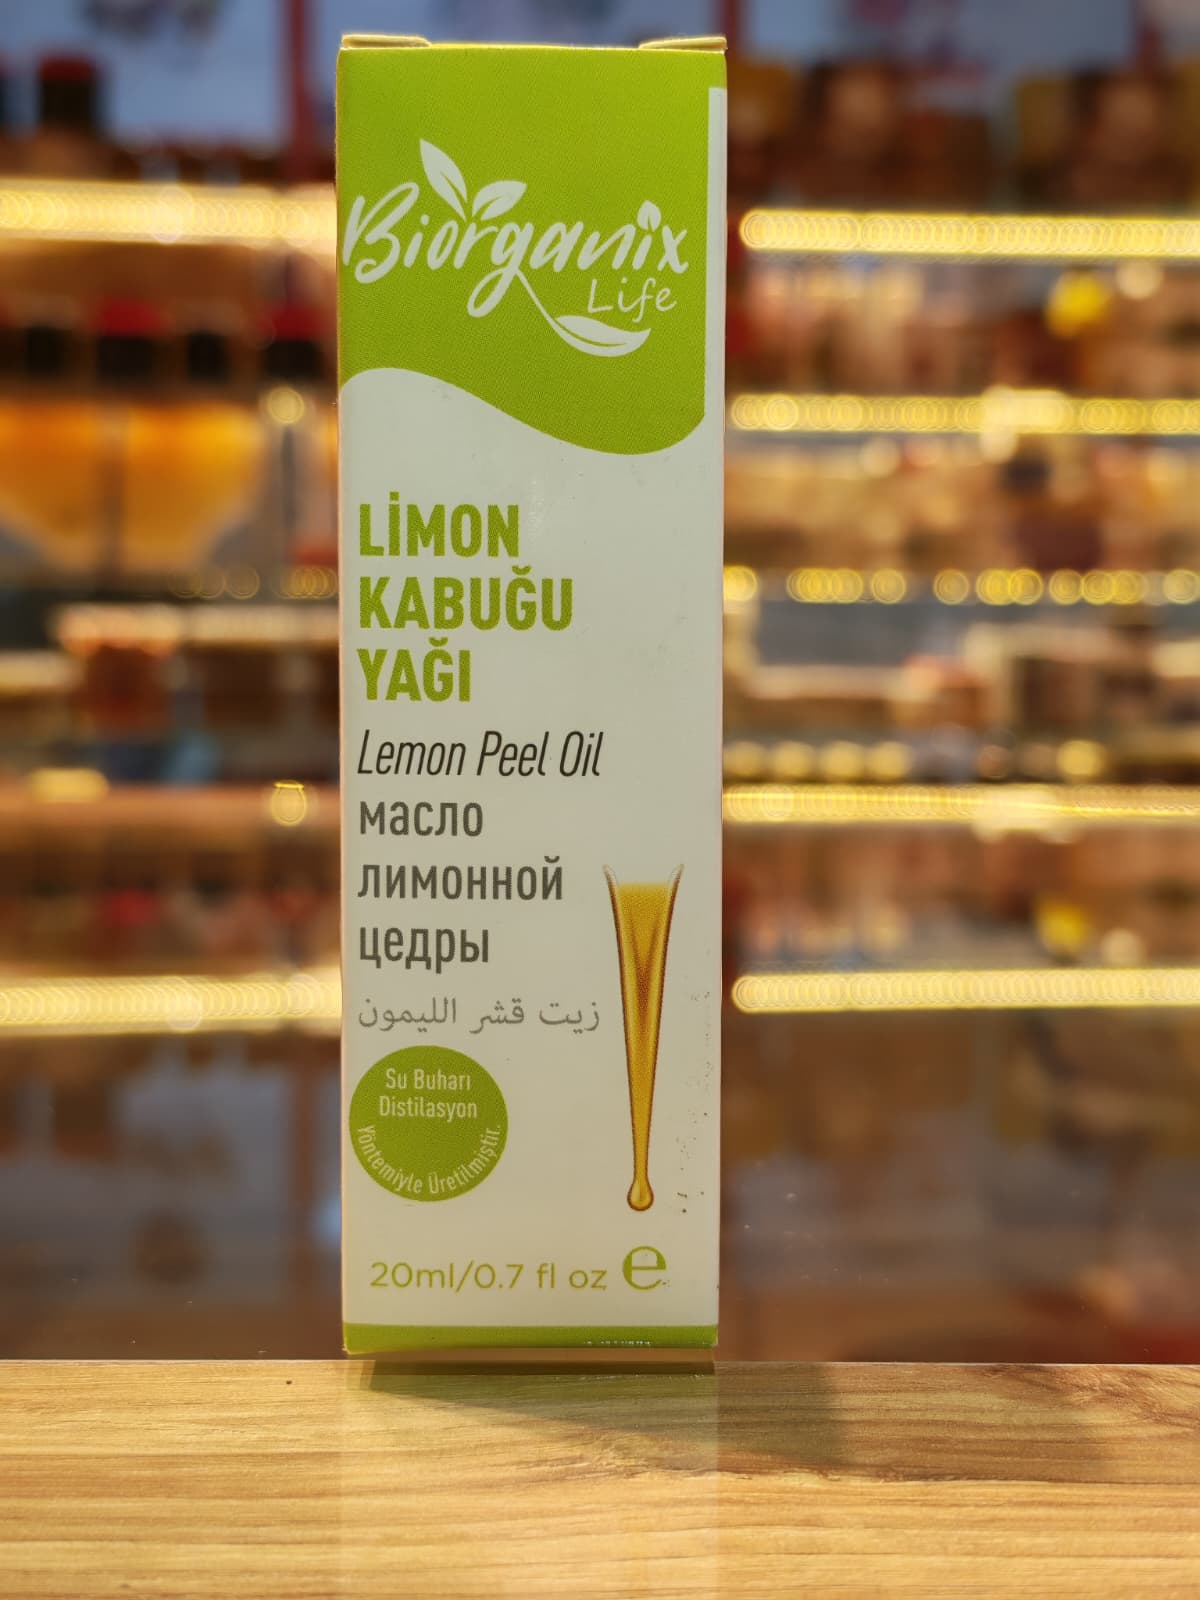 Biorganix
Life
LİMON
KABUĞU
YAĞI
Lemon Peel Oil
масло
лимонной
цедры
زيت قشر الليمون
Su Buharı
Distilasyon
Yöntemiyle Üretilmiştir.
20ml/0.7 fl oz ℮